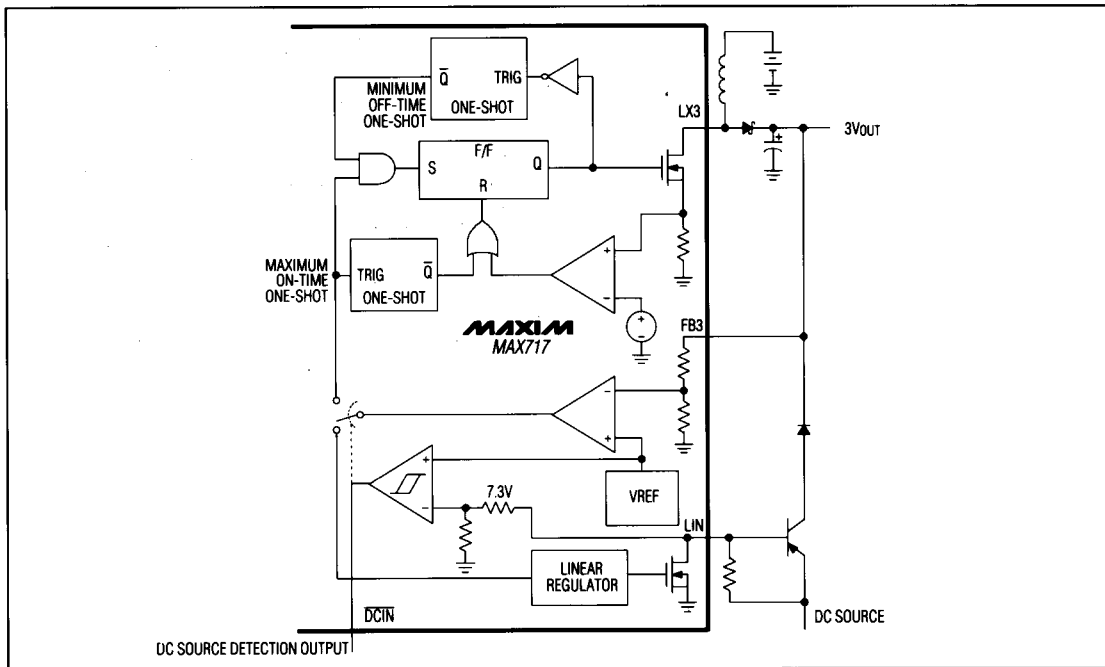 Q̅ TRIG
ONE-SHOT
MINIMUM
OFF-TIME
ONE-SHOT
LX3
3VOUT
+
F/F
S Q
R
MAXIMUM
ON-TIME
ONE-SHOT
TRIG Q̅
ONE-SHOT
+
-
+
-
MAXIM
MAX717
FB3
-
+
+
-
7.3V
VREF
LIN
LINEAR
REGULATOR
D̅C̅I̅N̅
DC SOURCE
DC SOURCE DETECTION OUTPUT